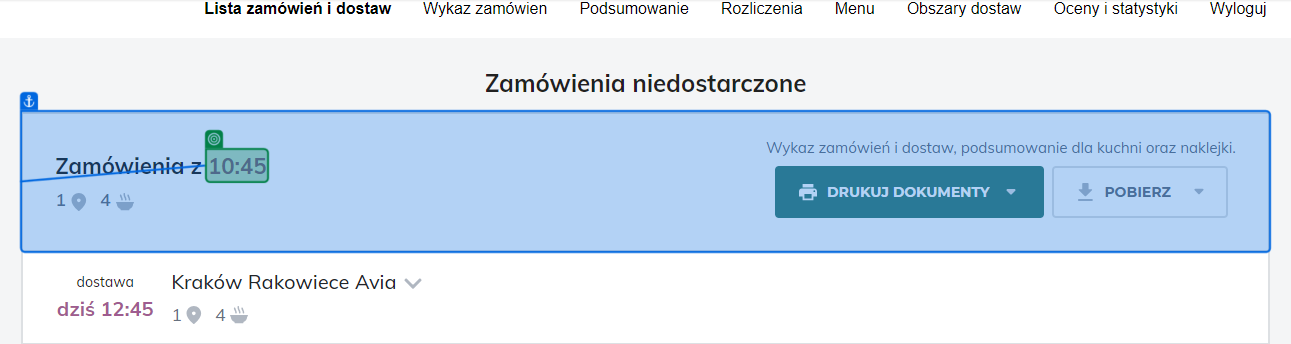 Lista zamówień i dostaw Wykaz zamówien Podsumowanie Rozliczenia Menu Obszary dostaw Oceny i statystyki Wyloguj
Zamówienia niedostarczone
Zamówienia z 10:45
1 4
Wykaz zamówień i dostaw, podsumowanie dla kuchni oraz naklejki.
DRUKUJ DOKUMENTY POBIERZ
dostawa
dziś 12:45
Kraków Rakowiece Avia
1 4